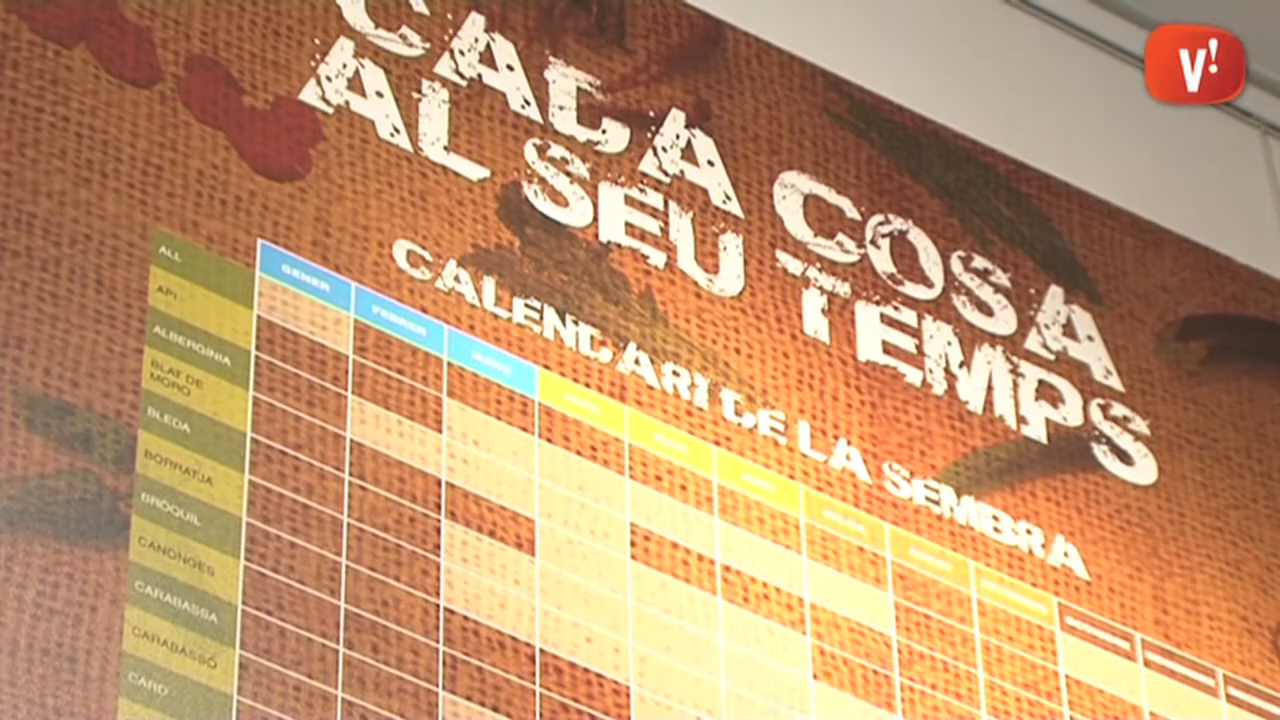 V!
CADA COSA
AL SEU TEMPS
CALENDARI DE LA SEMBRA
GENER
FEBRER
MARÇ
ALL
API
ALBERGÍNIA
BLAT DE
MORO
BLEDA
BORRATJA
BRÒQUIL
CANONGES
CARABASSA
CARABASSÓ
CARD